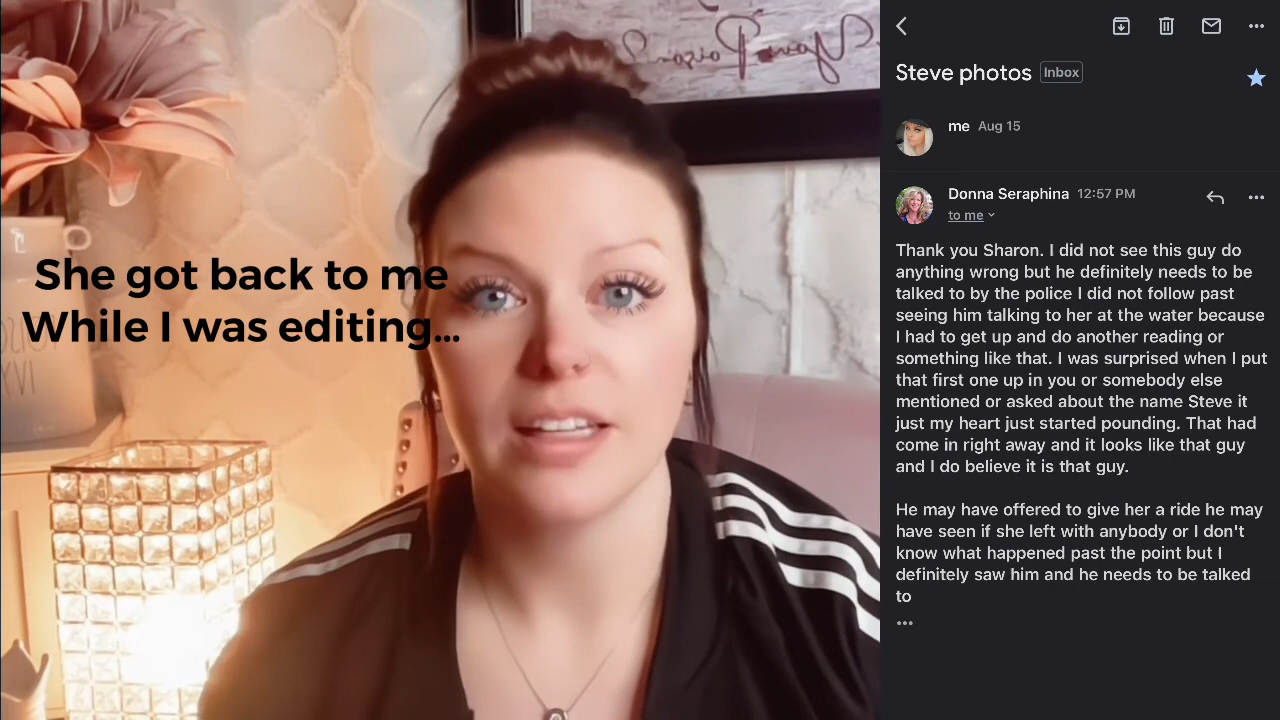 She got back to me
While I was editing...
Steve photos Inbox
me Aug 15
Donna Seraphina 12:57 PM
to me
Thank you Sharon. I did not see this guy do
anything wrong but he definitely needs to be
talked to by the police I did not follow past
seeing him talking to her at the water because
I had to get up and do another reading or
something like that. I was surprised when I put
that first one up in you or somebody else
mentioned or asked about the name Steve it
just my heart just started pounding. That had
come in right away and it looks like that guy
and I do believe it is that guy.
He may have offered to give her a ride he may
have seen if she left with anybody or I don't
know what happened past the point but I
definitely saw him and he needs to be talked
to